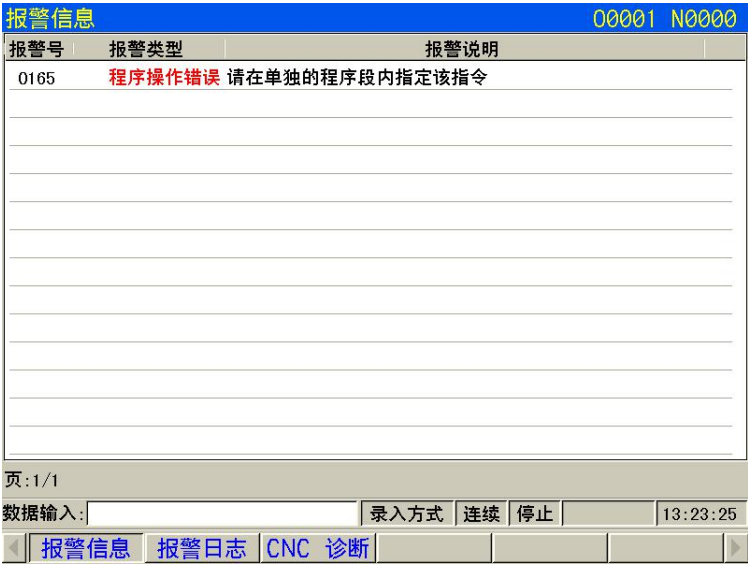 报警信息 O0001 N0000
报警号 报警类型 报警说明
0165 程序操作错误 请在单独的程序段内指定该指令
页:1/1
数据输入: 录入方式 连续 停止 13:23:25
报警信息 报警日志 CNC 诊断